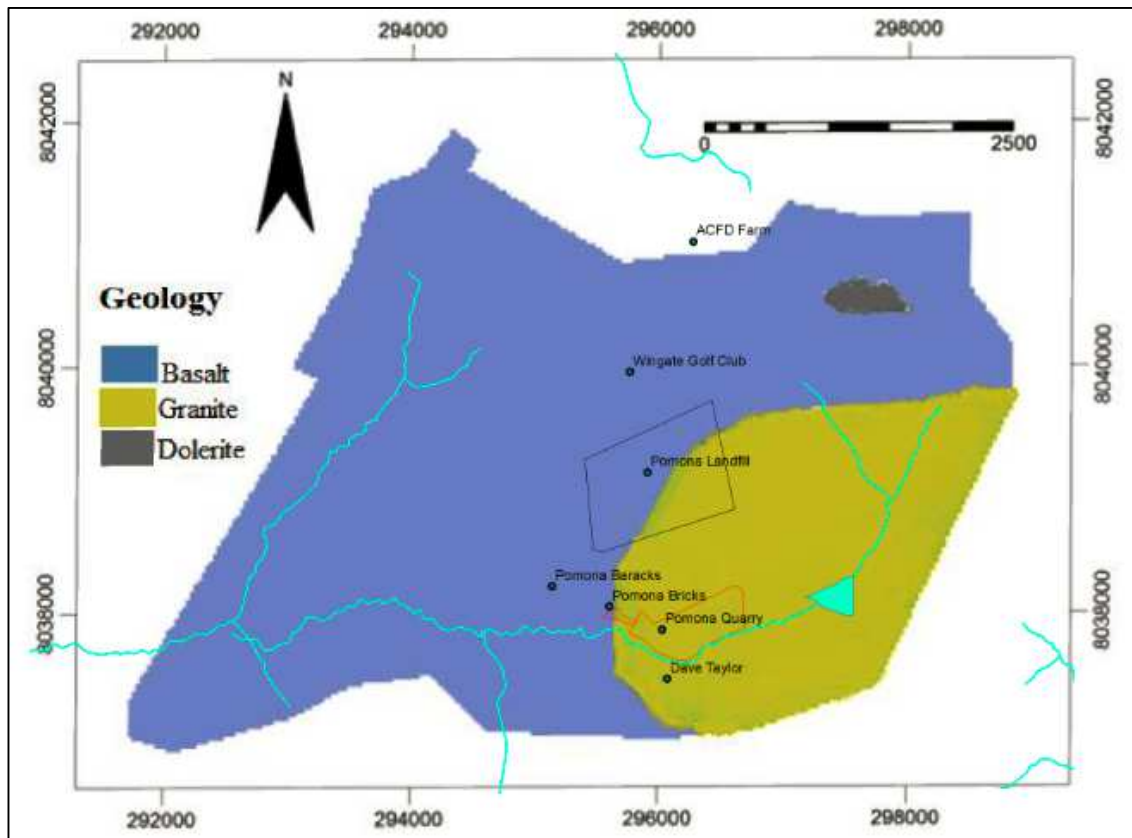 292000 294000 296000 298000
N
8042000 8042000
0 2500
ACFD Farm
Geology
Basalt
Granite
Dolerite
8040000 8040000
Wingate Golf Club
Pomona Landfill
Pomona Baracks
Pomona Bricks
8038000 8038000
Pomona Quarry
Dave Taylor
292000 294000 296000 298000